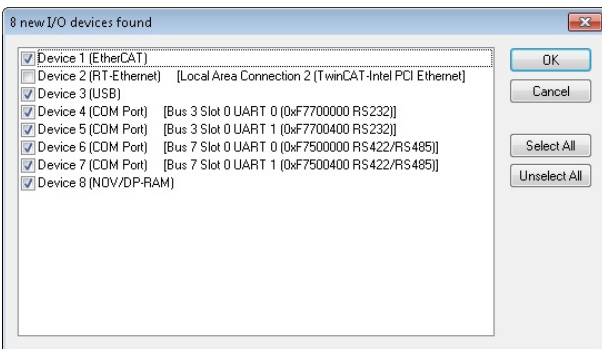 8 new I/O devices found
Device 1 (EtherCAT)
Device 2 (RT-Ethernet) [Local Area Connection 2 (TwinCAT-Intel PCI Ethernet]
Device 3 (USB)
Device 4 (COM Port) [Bus 3 Slot 0 UART 0 (0xF7700000 RS232)]
Device 5 (COM Port) [Bus 3 Slot 0 UART 1 (0xF7700400 RS232)]
Device 6 (COM Port) [Bus 7 Slot 0 UART 0 (0xF7500000 RS422/RS485)]
Device 7 (COM Port) [Bus 7 Slot 0 UART 1 (0xF7500400 RS422/RS485)]
Device 8 (NOV/DP-RAM)
OK
Cancel
Select All
Unselect All